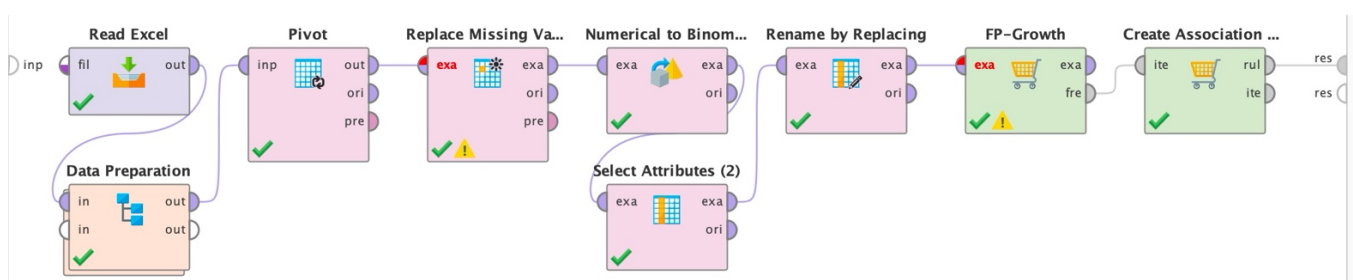 Read Excel
Pivot
Replace Missing Va...
Numerical to Binom...
Rename by Replacing
FP-Growth
Create Association ...
inp
fil
out
inp
out
ori
pre
exa
exa
ori
pre
exa
exa
ori
exa
exa
ori
exa
exa
fre
ite
rul
ite
res
res
Data Preparation
in
out
in
out
Select Attributes (2)
exa
exa
ori